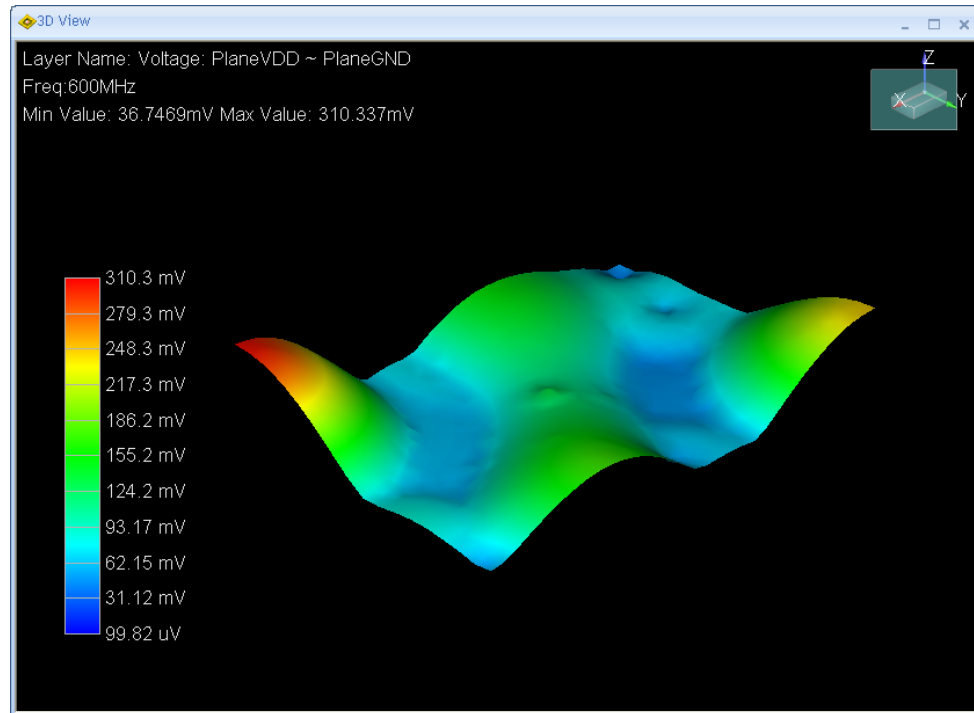 3D View
Layer Name: Voltage: PlaneVDD ~ PlaneGND
Freq:600MHz
Min Value: 36.7469mV Max Value: 310.337mV
Z
X
Y
310.3 mV
279.3 mV
248.3 mV
217.3 mV
186.2 mV
155.2 mV
124.2 mV
93.17 mV
62.15 mV
31.12 mV
99.82 uV